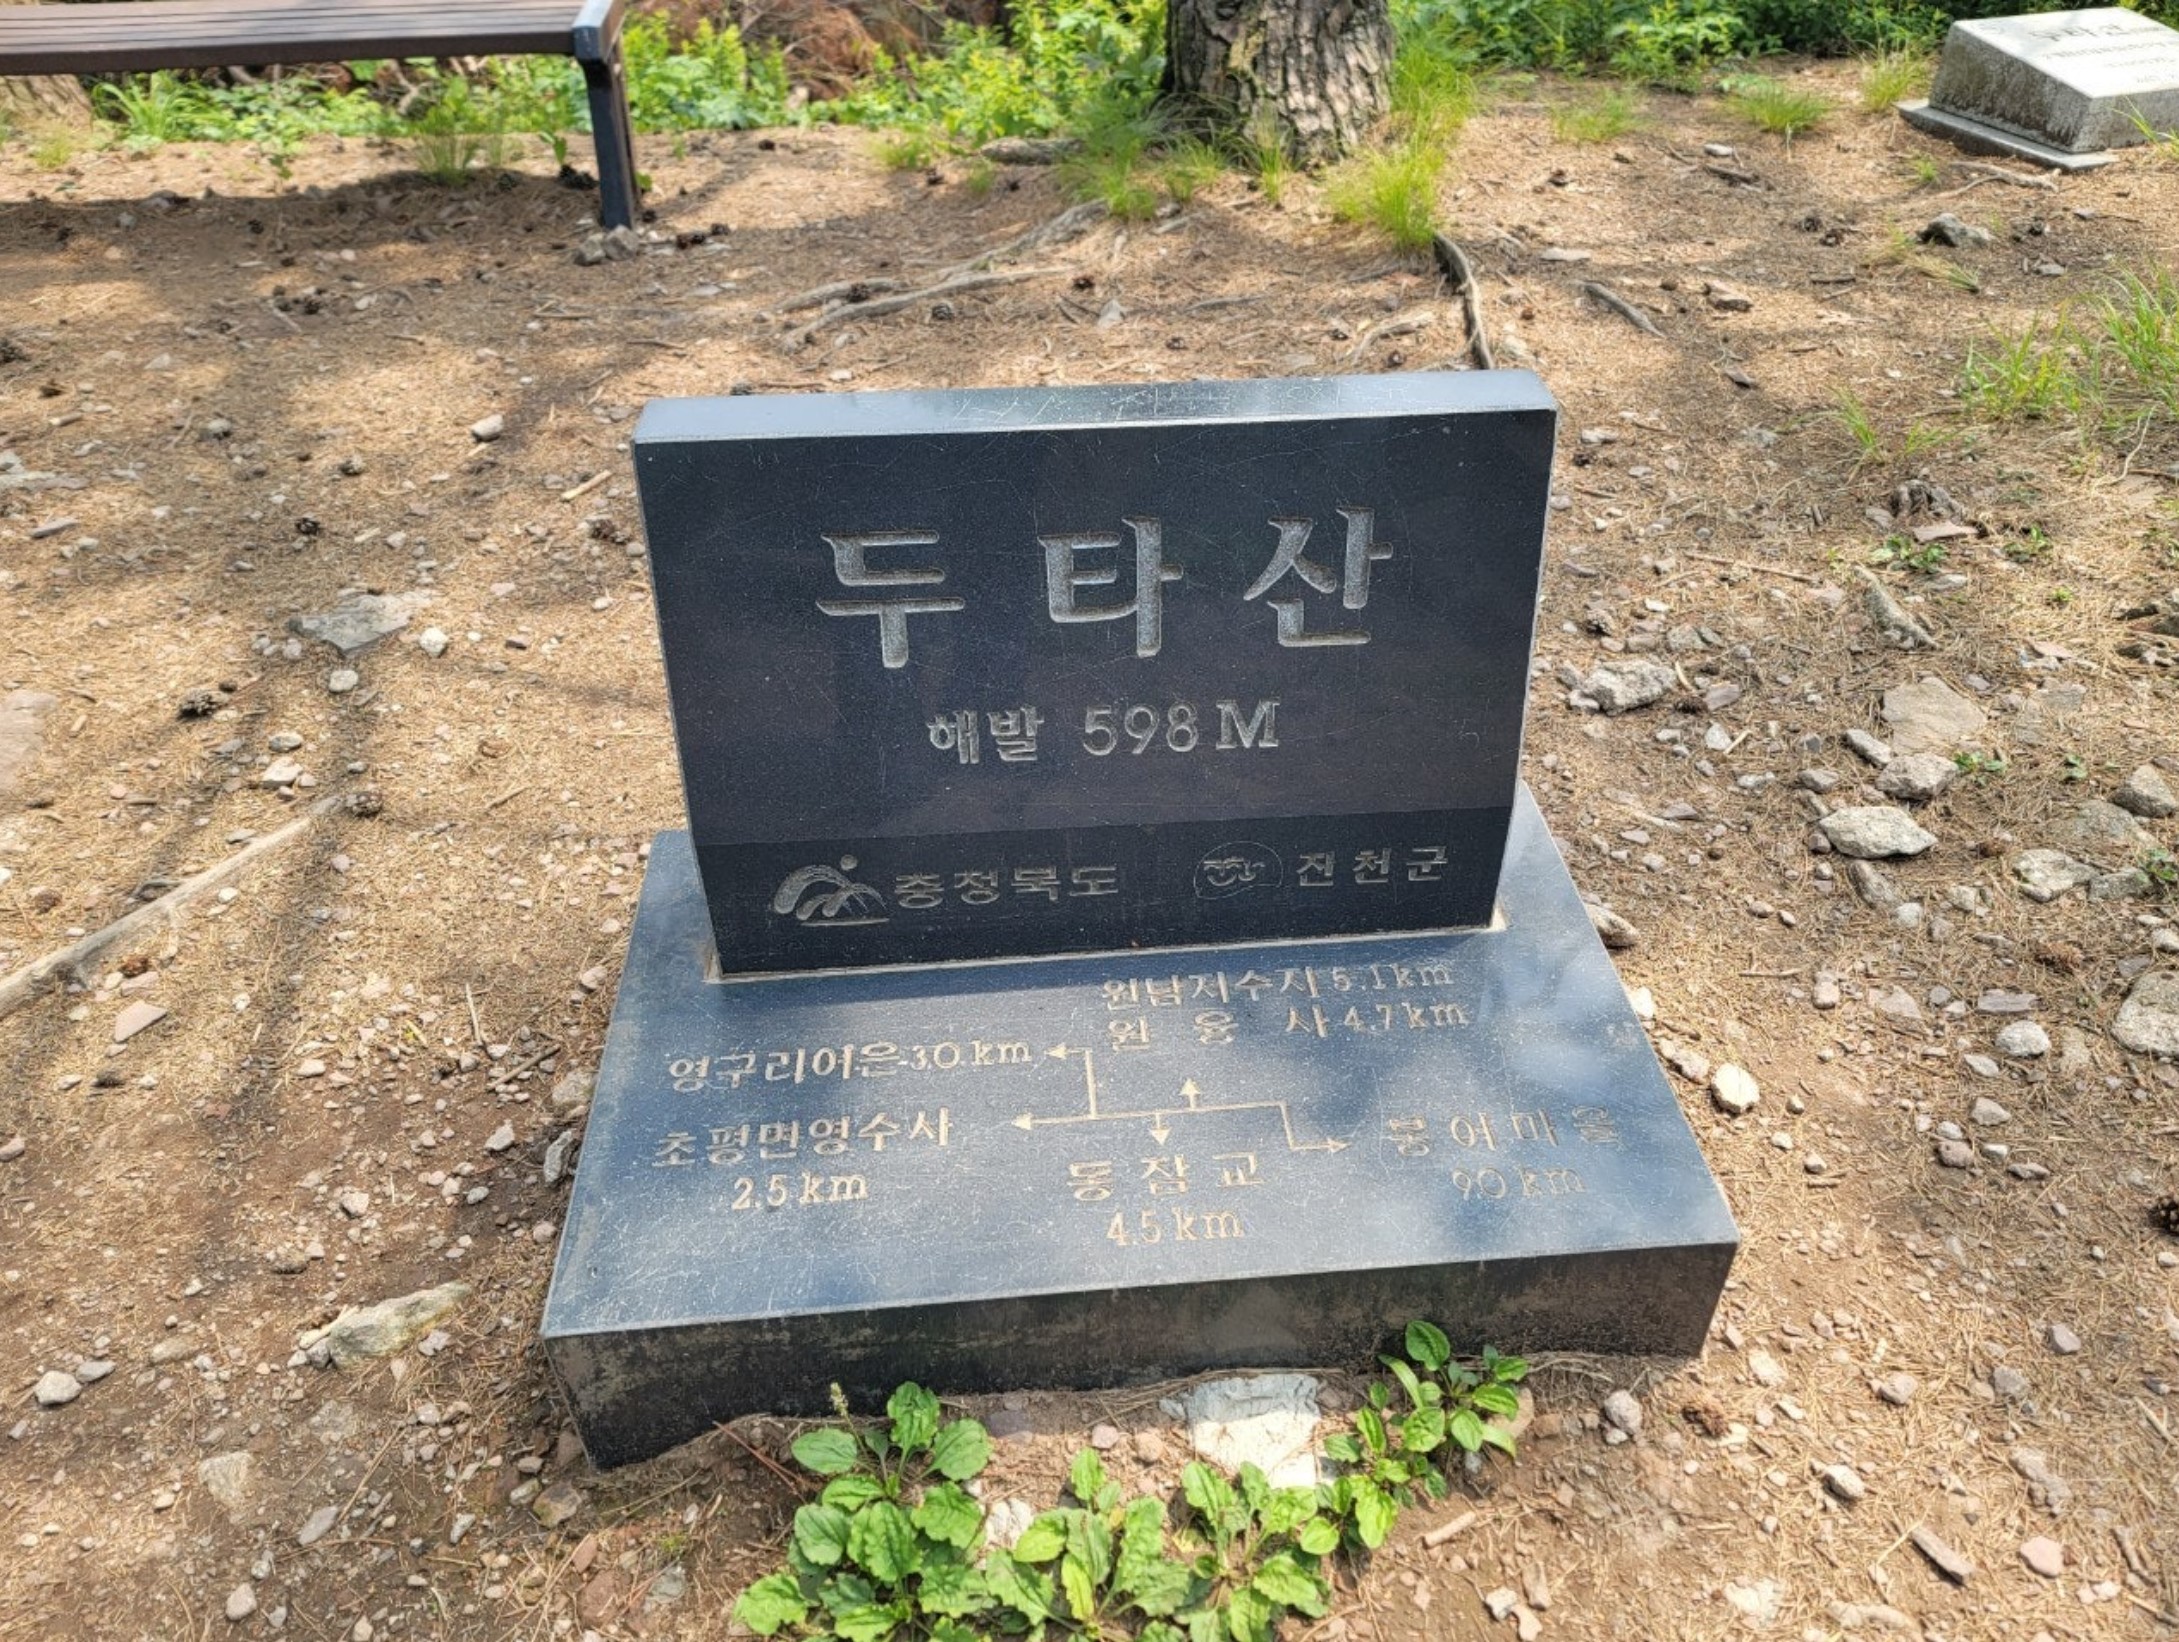 두타산
해발 598M
충청북도 진천군
원남저수지 5.1km
원용사 4.7km
영구리어은 3.0km
초평면영수사
2.5km
동잠교
4.5km
붕어마을
9.0km